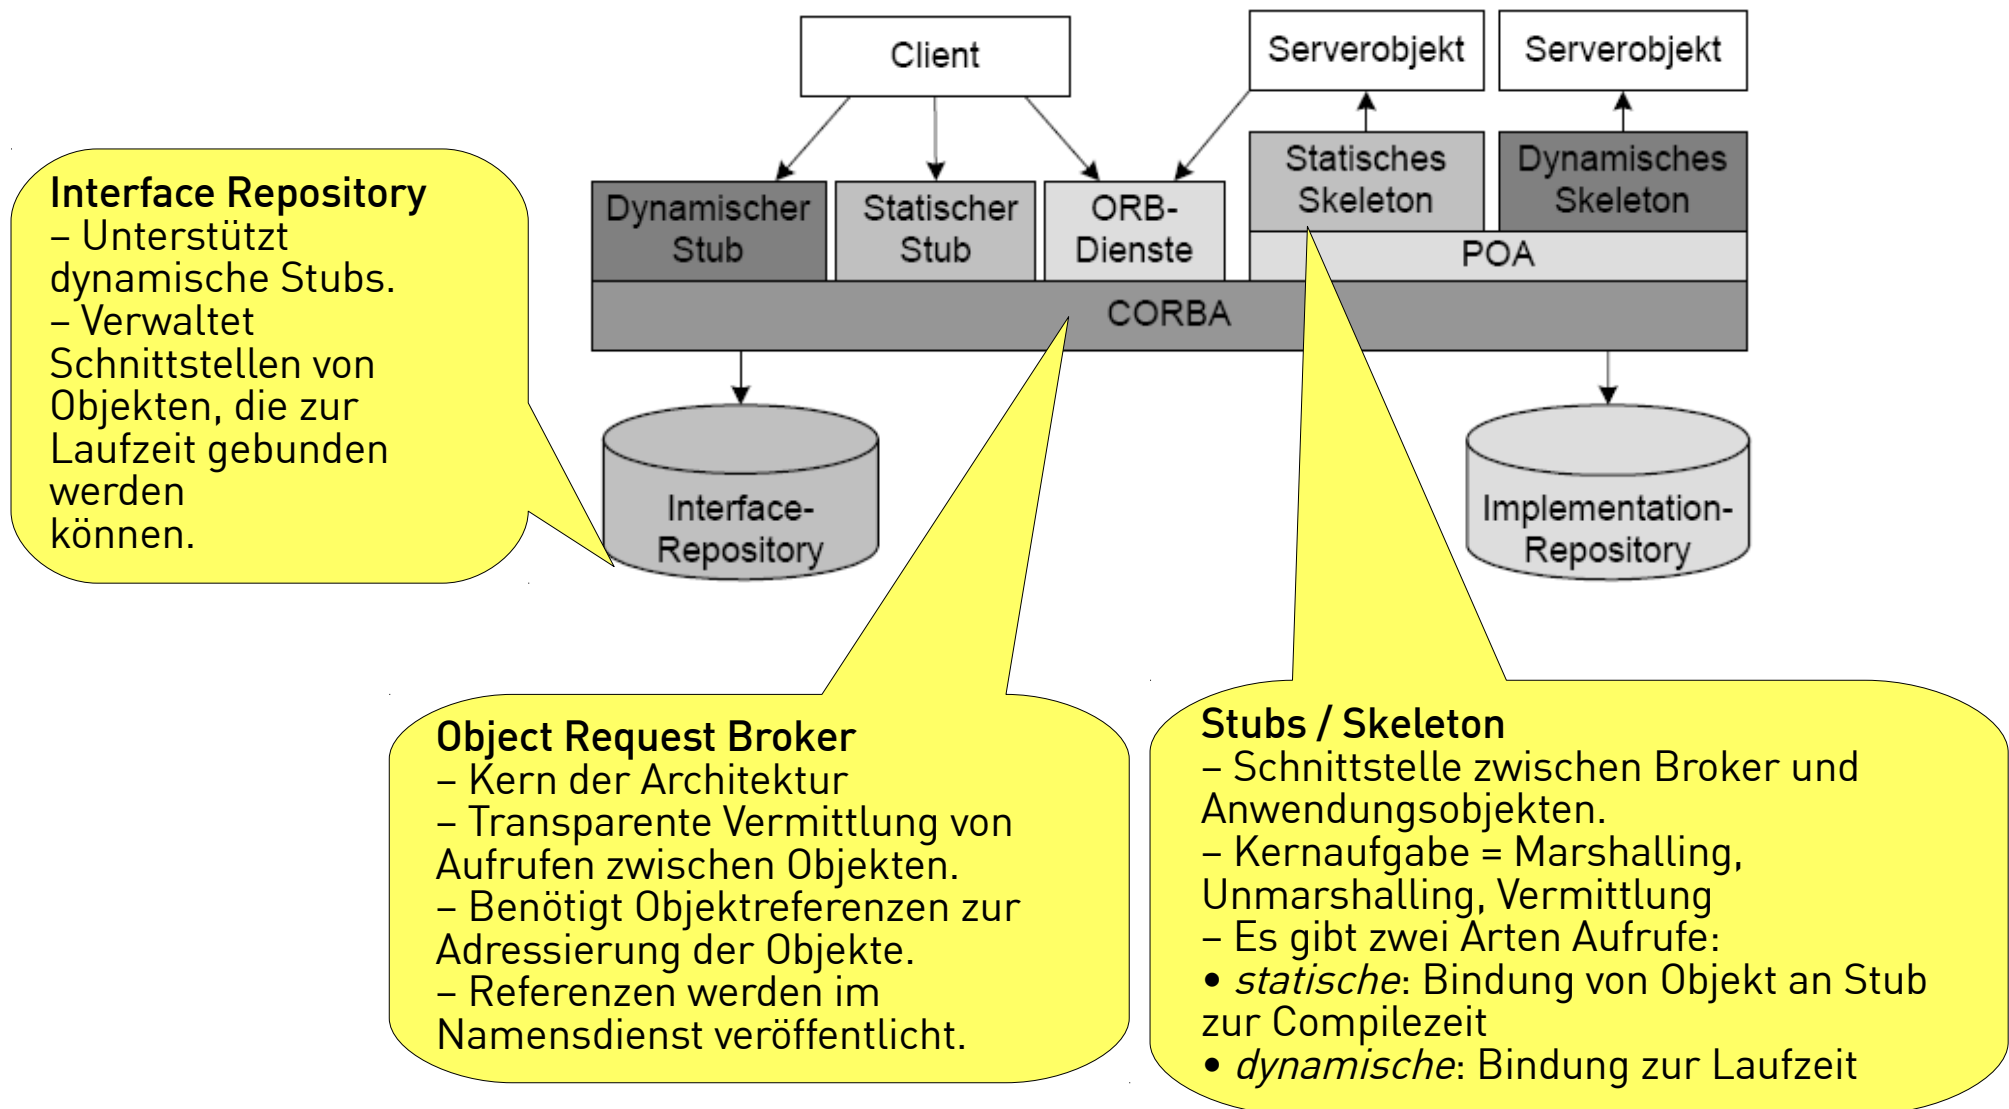 Client
Serverobjekt
Serverobjekt
Dynamischer
Stub
Statischer
Stub
ORB-
Dienste
Statisches
Skeleton
Dynamisches
Skeleton
POA
CORBA
Interface-
Repository
Implementation-
Repository
Interface Repository
– Unterstützt
dynamische Stubs.
– Verwaltet
Schnittstellen von
Objekten, die zur
Laufzeit gebunden
werden
können.
Object Request Broker
– Kern der Architektur
– Transparente Vermittlung von
Aufrufen zwischen Objekten.
– Benötigt Objektreferenzen zur
Adressierung der Objekte.
– Referenzen werden im
Namensdienst veröffentlicht.
Stubs / Skeleton
– Schnittstelle zwischen Broker und
Anwendungsobjekten.
– Kernaufgabe = Marshalling,
Unmarshalling, Vermittlung
– Es gibt zwei Arten Aufrufe:
• statische: Bindung von Objekt an Stub
zur Compilezeit
• dynamische: Bindung zur Laufzeit